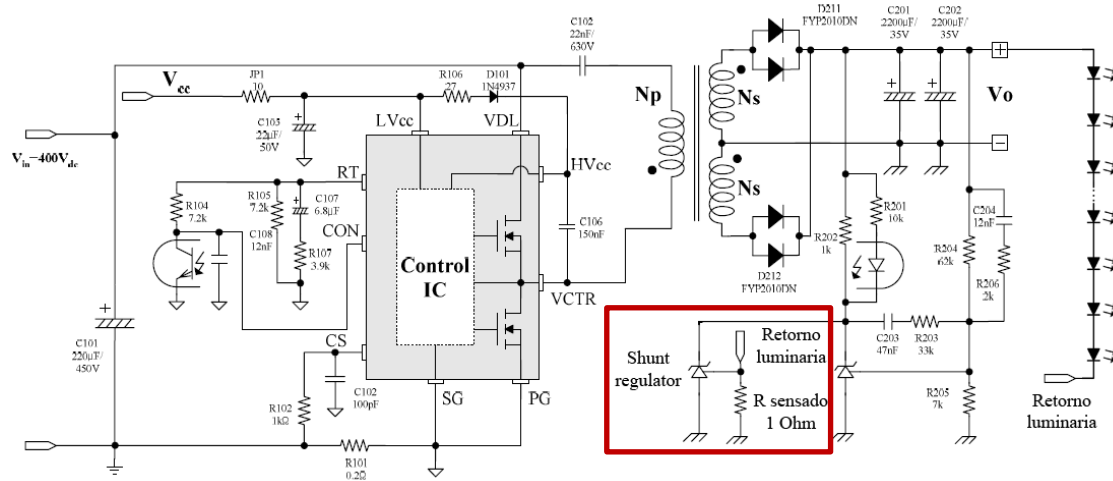 D211
FYP2010DN
C201
2200µF/
35V
C202
2200µF/
35V
C102
22nF/
630V
Vcc
JP1
10
R106
27
D101
1N4937
Np
Ns
Vo
C105
22µF/
50V
LVcc
VDL
Vin=400Vdc
HVcc
RT
R104
7.2k
R105
7.2k
C107
6.8µF
C108
12nF
R107
3.9k
CON
C106
150nF
Ns
R201
10k
R202
1k
C204
12nF
R204
62k
R206
2k
Control
IC
VCTR
D212
FYP2010DN
C101
220µF/
450V
CS
C102
100pF
R102
1kΩ
SG
PG
R101
0.2Ω
Shunt
regulator
Retorno
luminaria
R sensado
1 Ohm
C203
47nF
R203
33k
R205
7k
Retorno
luminaria